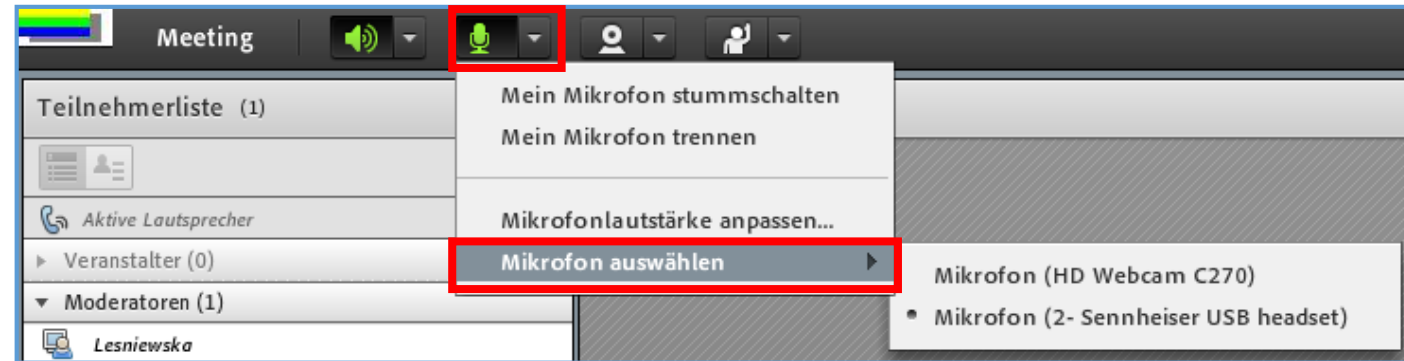 Meeting
Teilnehmerliste (1)
Aktive Lautsprecher
Veranstalter (0)
Moderatoren (1)
Lesniewska
Mein Mikrofon stummschalten
Mein Mikrofon trennen
Mikrofonlautstärke anpassen...
Mikrofon auswählen
Mikrofon (HD Webcam C270)
Mikrofon (2- Sennheiser USB headset)